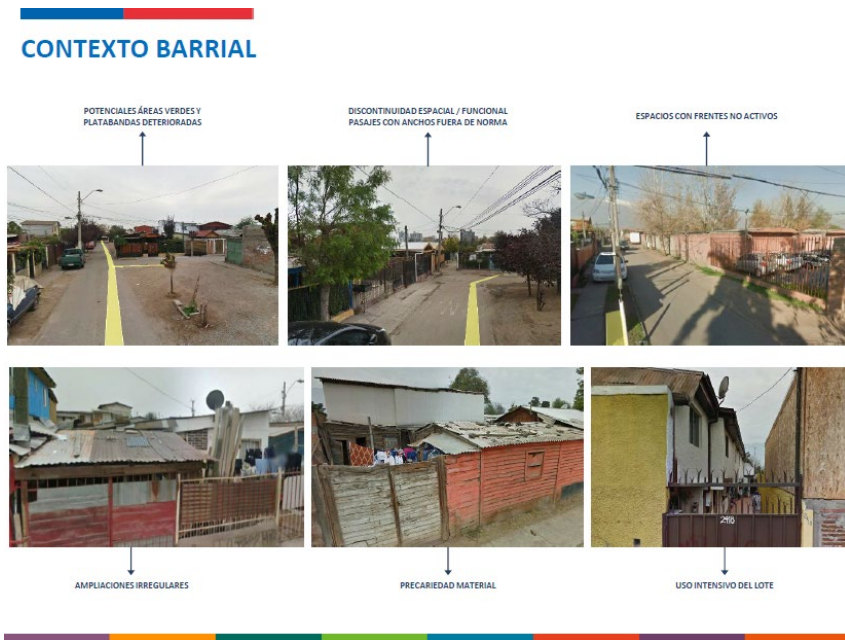 CONTEXTO BARRIAL
POTENCIALES ÁREAS VERDES Y
PLATABANDAS DETERIORADAS
DISCONTINUIDAD ESPACIAL / FUNCIONAL
PASAJES CON ANCHOS FUERA DE NORMA
ESPACIOS CON FRENTES NO ACTIVOS
AMPLIACIONES IRREGULARES
PRECARIEDAD MATERIAL
USO INTENSIVO DEL LOTE